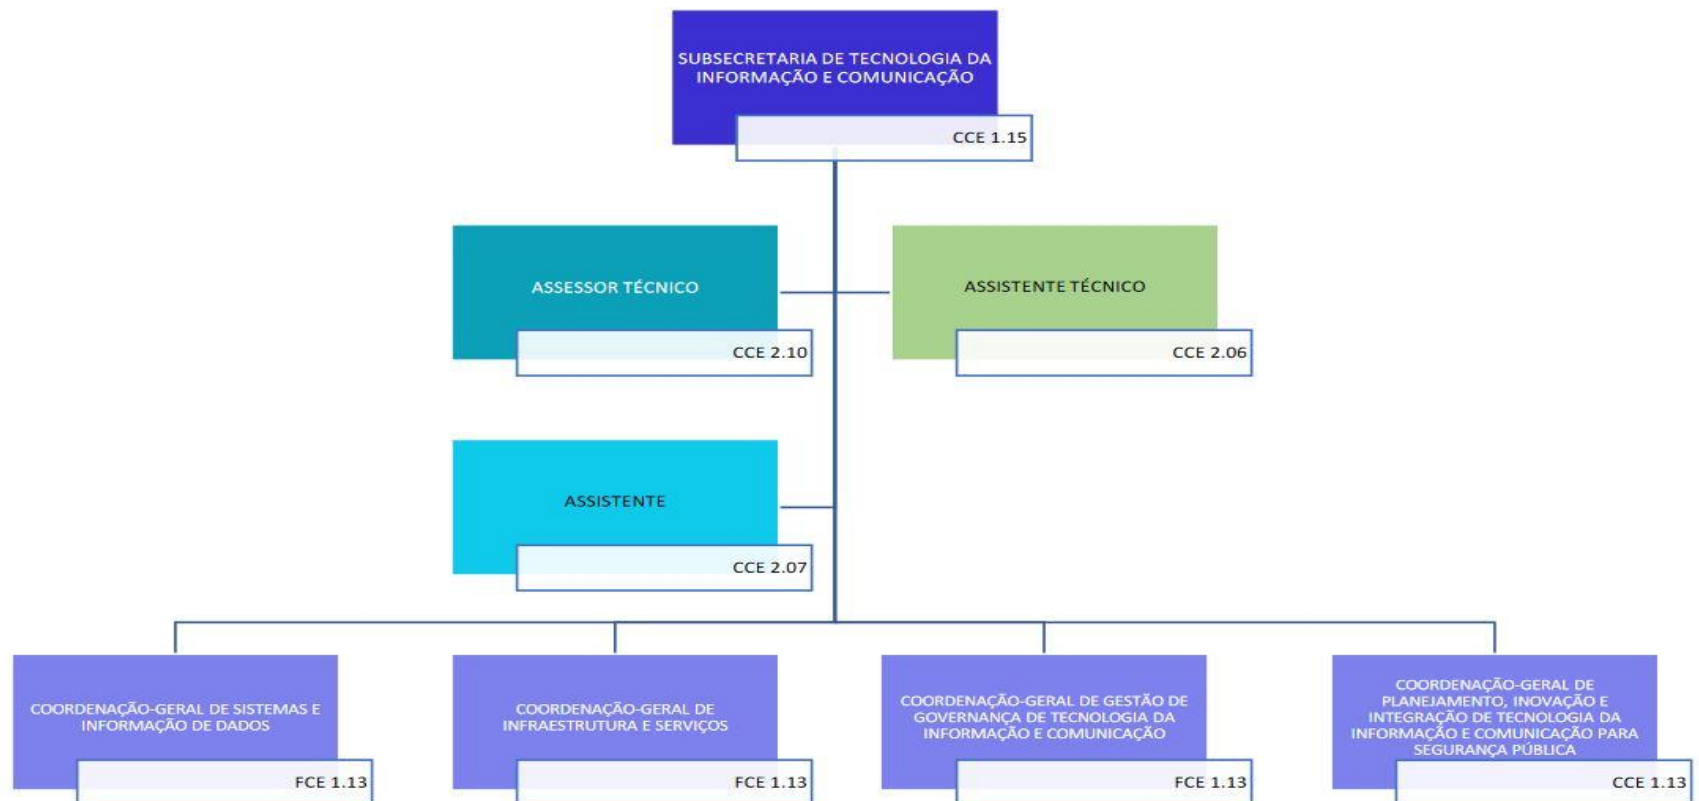 SUBSECRETARIA DE TECNOLOGIA DA
INFORMAÇÃO E COMUNICAÇÃO
CCE 1.15
ASSESSOR TÉCNICO
CCE 2.10
ASSISTENTE TÉCNICO
CCE 2.06
ASSISTENTE
CCE 2.07
COORDENAÇÃO-GERAL DE SISTEMAS E
INFORMAÇÃO DE DADOS
FCE 1.13
COORDENAÇÃO-GERAL DE
INFRAESTRUTURA E SERVIÇOS
FCE 1.13
COORDENAÇÃO-GERAL DE GESTÃO DE
GOVERNANÇA DE TECNOLOGIA DA
INFORMAÇÃO E COMUNICAÇÃO
FCE 1.13
COORDENAÇÃO-GERAL DE
PLANEJAMENTO, INOVAÇÃO E
INTEGRAÇÃO DE TECNOLOGIA DA
INFORMAÇÃO E COMUNICAÇÃO PARA
SEGURANÇA PÚBLICA
CCE 1.13